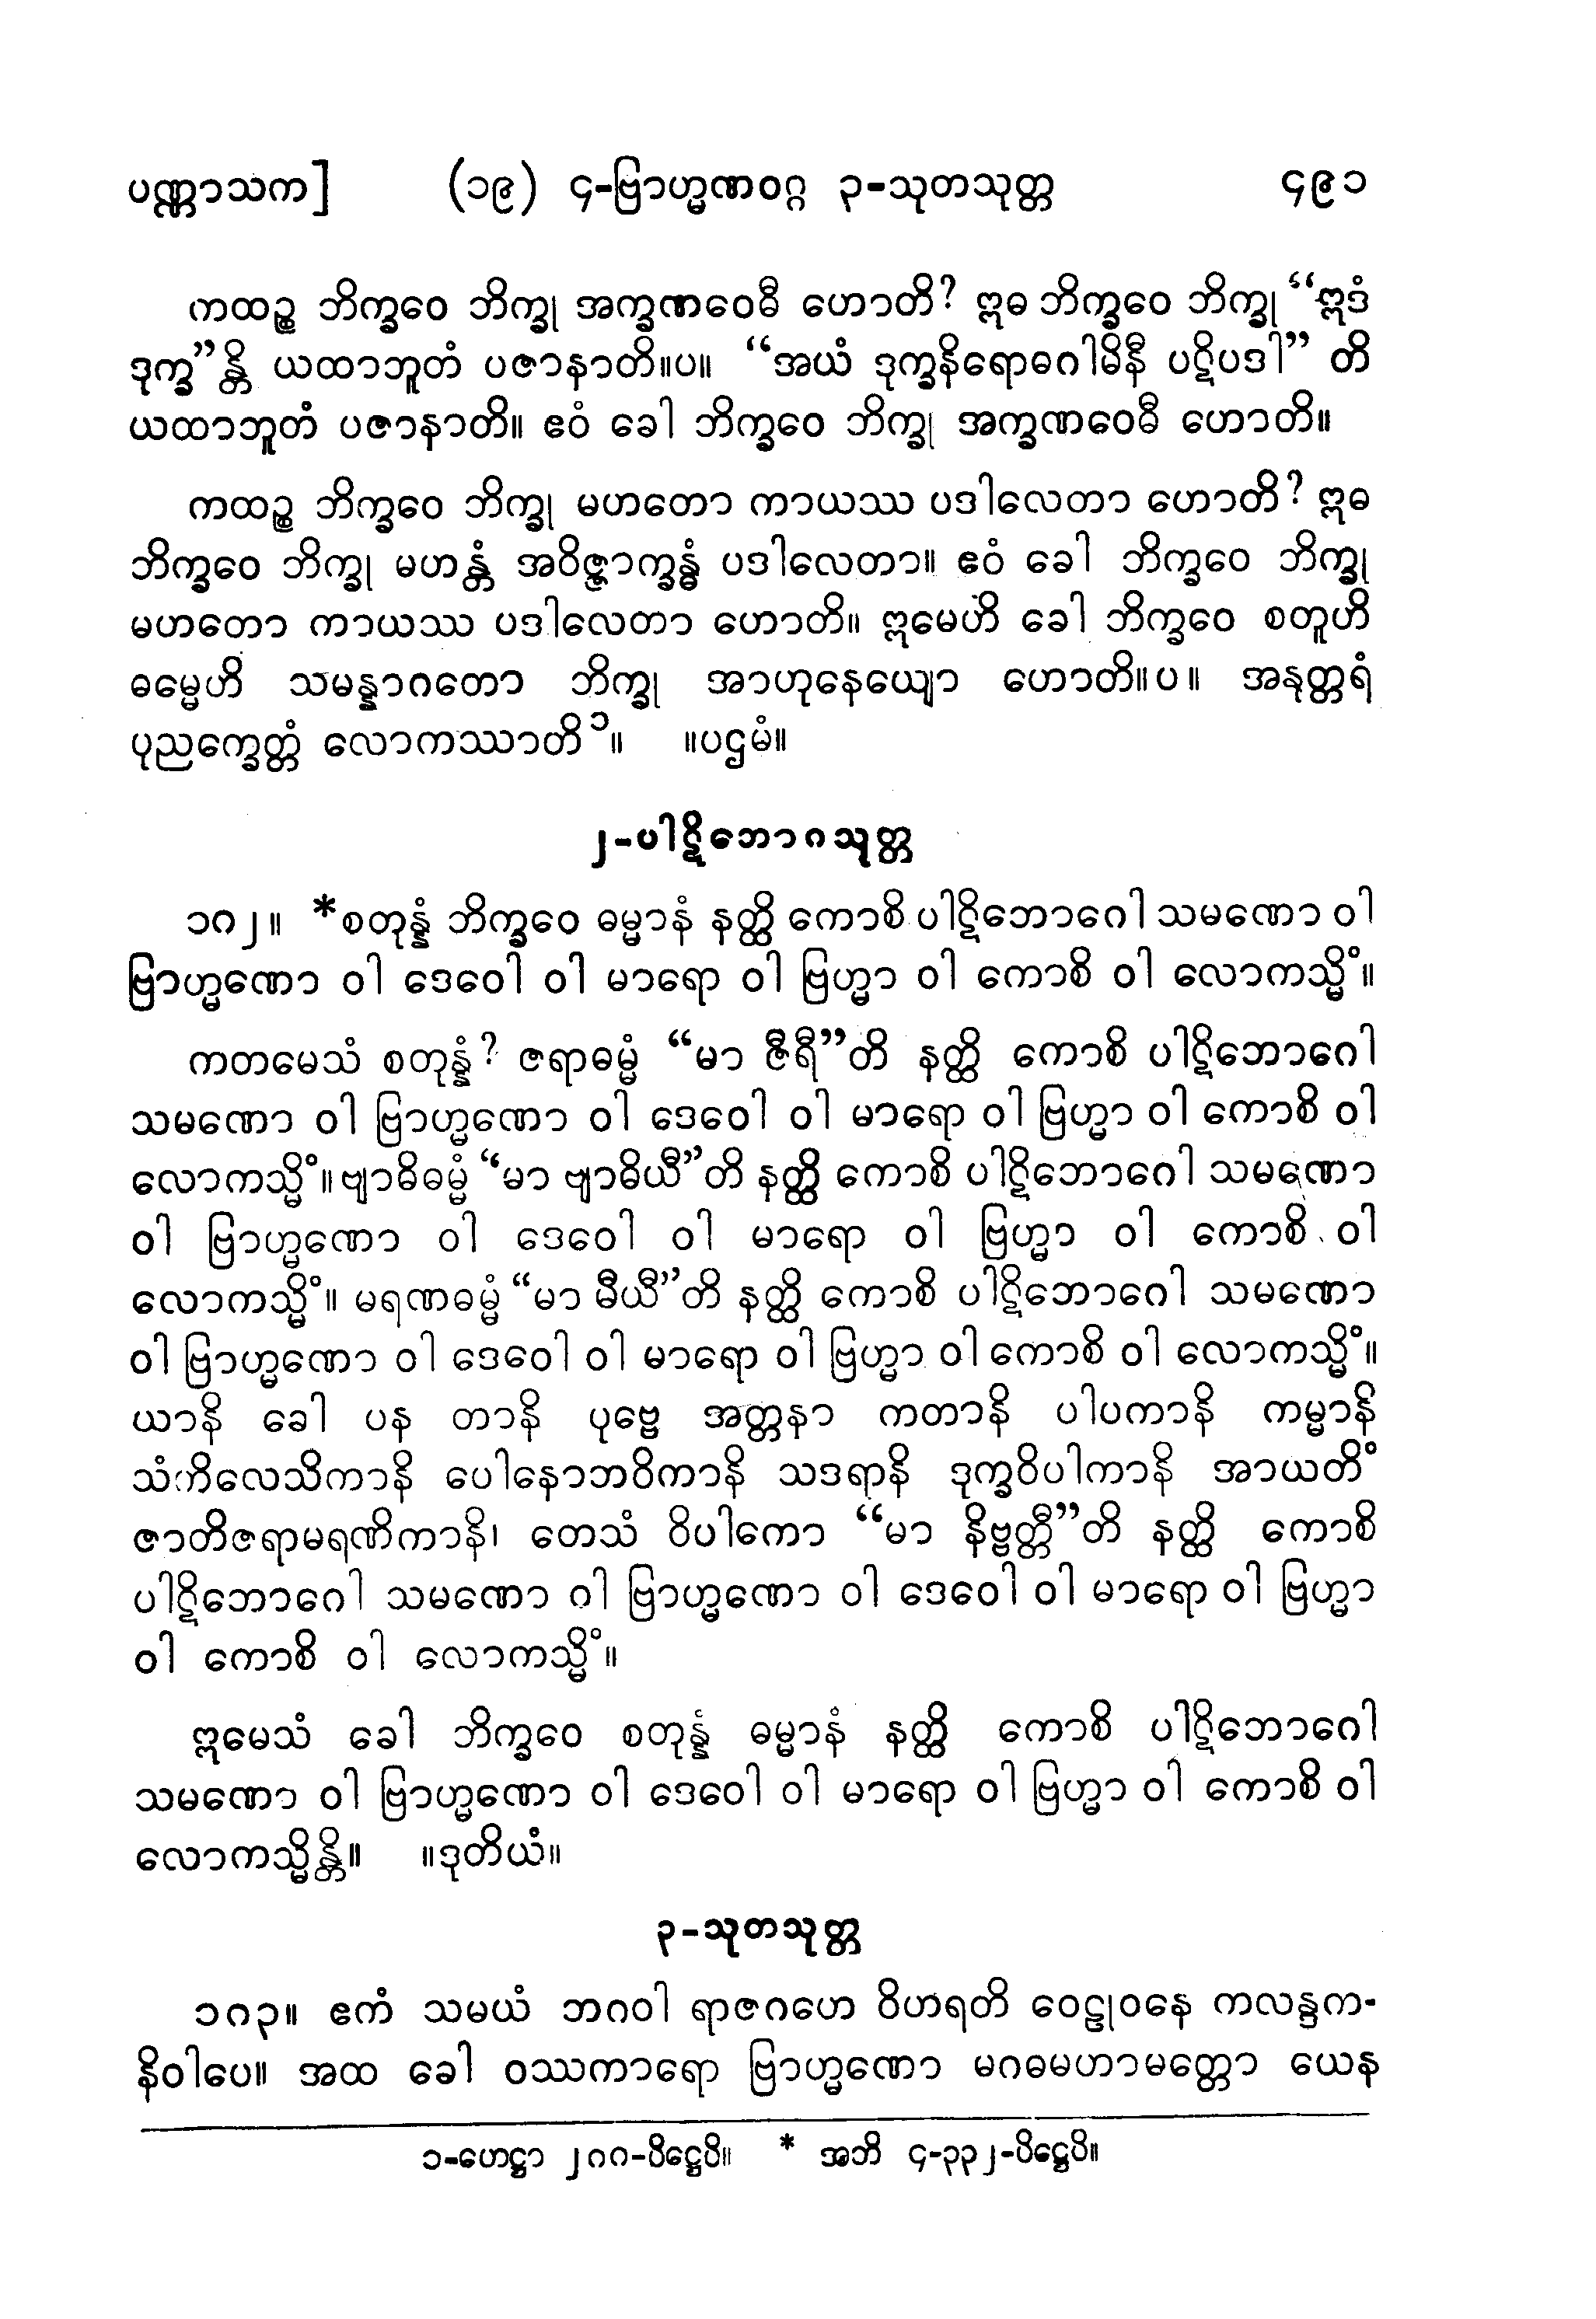 ပဏ္ဏာသက] (၁၉) ၄-ဗြာဟ္မဏဝဂ္ဂ ၃-သုတသုတ္တ ၄၉၁
ကထဉ္စ ဘိက္ခဝေ ဘိက္ခု အက္ခဏဝေဓီ ဟောတိ? ဣဓ ဘိက္ခဝေ ဘိက္ခု “ဣဒံ
ဒုက္ခ”န္တိ ယထာဘူတံ ပဇာနာတိ။ပ။ “အယံ ဒုက္ခနိရောဓဂါမိနီ ပဋိပဒါ” တိ
ယထာဘူတံ ပဇာနာတိ။ ဧဝံ ခေါ ဘိက္ခဝေ ဘိက္ခု အက္ခဏဝေဓီ ဟောတိ။
ကထဉ္စ ဘိက္ခဝေ ဘိက္ခု မဟတော ကာယဿ ပဒါလေတာ ဟောတိ? ဣဓ
ဘိက္ခဝေ ဘိက္ခု မဟန္တံ အဝိဇ္ဇာက္ခန္ဓံ ပဒါလေတာ။ ဧဝံ ခေါ ဘိက္ခဝေ ဘိက္ခု
မဟတော ကာယဿ ပဒါလေတာ ဟောတိ။ ဣမေဟိ ခေါ ဘိက္ခဝေ စတူဟိ
ဓမ္မေဟိ သမန္နာဂတော ဘိက္ခု အာဟုနေယျော ဟောတိ။ပ။ အနုတ္တရံ
ပုညက္ခေတ္တံ လောကဿာတိ၁။ ။ပဌမံ။
၂-ပါဋိဘောဂသုတ္တ
၁၀၂။ *စတုန္နံ ဘိက္ခဝေ ဓမ္မာနံ နတ္ထိ ကောစိ ပါဋိဘောဂေါ သမဏော ဝါ
ဗြာဟ္မဏော ဝါ ဒေဝေါ ဝါ မာရော ဝါ ဗြဟ္မာ ဝါ ကောစိ ဝါ လောကသ္မိံ။
ကတမေသံ စတုန္နံ? ဇရာဓမ္မံ “မာ ဇီရီ”တိ နတ္ထိ ကောစိ ပါဋိဘောဂေါ
သမဏော ဝါ ဗြာဟ္မဏော ဝါ ဒေဝေါ ဝါ မာရော ဝါ ဗြဟ္မာ ဝါ ကောစိ ဝါ
လောကသ္မိံ။ ဗျာဓိဓမ္မံ “မာ ဗျာဓိယီ”တိ နတ္ထိ ကောစိ ပါဋိဘောဂေါ သမဏော
ဝါ ဗြာဟ္မဏော ဝါ ဒေဝေါ ဝါ မာရော ဝါ ဗြဟ္မာ ဝါ ကောစိ ဝါ
လောကသ္မိံ။ မရဏဓမ္မံ “မာ မီယီ”တိ နတ္ထိ ကောစိ ပါဋိဘောဂေါ သမဏော
ဝါ ဗြာဟ္မဏော ဝါ ဒေဝေါ ဝါ မာရော ဝါ ဗြဟ္မာ ဝါ ကောစိ ဝါ လောကသ္မိံ။
ယာနိ ခေါ ပန တာနိ ပုဗ္ဗေ အတ္တနာ ကတာနိ ပါပကာနိ ကမ္မာနိ
သံကိလေသိကာနိ ပေါနောဘဝိကာနိ သဒရာနိ ဒုက္ခဝိပါကာနိ အာယတိံ
ဇာတိဇရာမရဏိကာနိ၊ တေသံ ဝိပါကော “မာ နိဗ္ဗတ္တီ”တိ နတ္ထိ ကောစိ
ပါဋိဘောဂေါ သမဏော ဝါ ဗြာဟ္မဏော ဝါ ဒေဝေါ ဝါ မာရော ဝါ ဗြဟ္မာ
ဝါ ကောစိ ဝါ လောကသ္မိံ။
ဣမေသံ ခေါ ဘိက္ခဝေ စတုန္နံ ဓမ္မာနံ နတ္ထိ ကောစိ ပါဋိဘောဂေါ
သမဏော ဝါ ဗြာဟ္မဏော ဝါ ဒေဝေါ ဝါ မာရော ဝါ ဗြဟ္မာ ဝါ ကောစိ ဝါ
လောကသ္မိန္တိ။ ။ဒုတိယံ။
၃-သုတသုတ္တ
၁၀၃။ ဧကံ သမယံ ဘဂဝါ ရာဇဂဟေ ဝိဟရတိ ဝေဠုဝနေ ကလန္ဒက-
နိဝါပေ။ အထ ခေါ ဝဿကာရော ဗြာဟ္မဏော မဂဓမဟာမတ္တော ယေန
၁-ဟေဋ္ဌာ ၂၀၀-ပိဋ္ဌေပိ။ * အဘိ ၄-၃၃၂-ပိဋ္ဌေပိ။